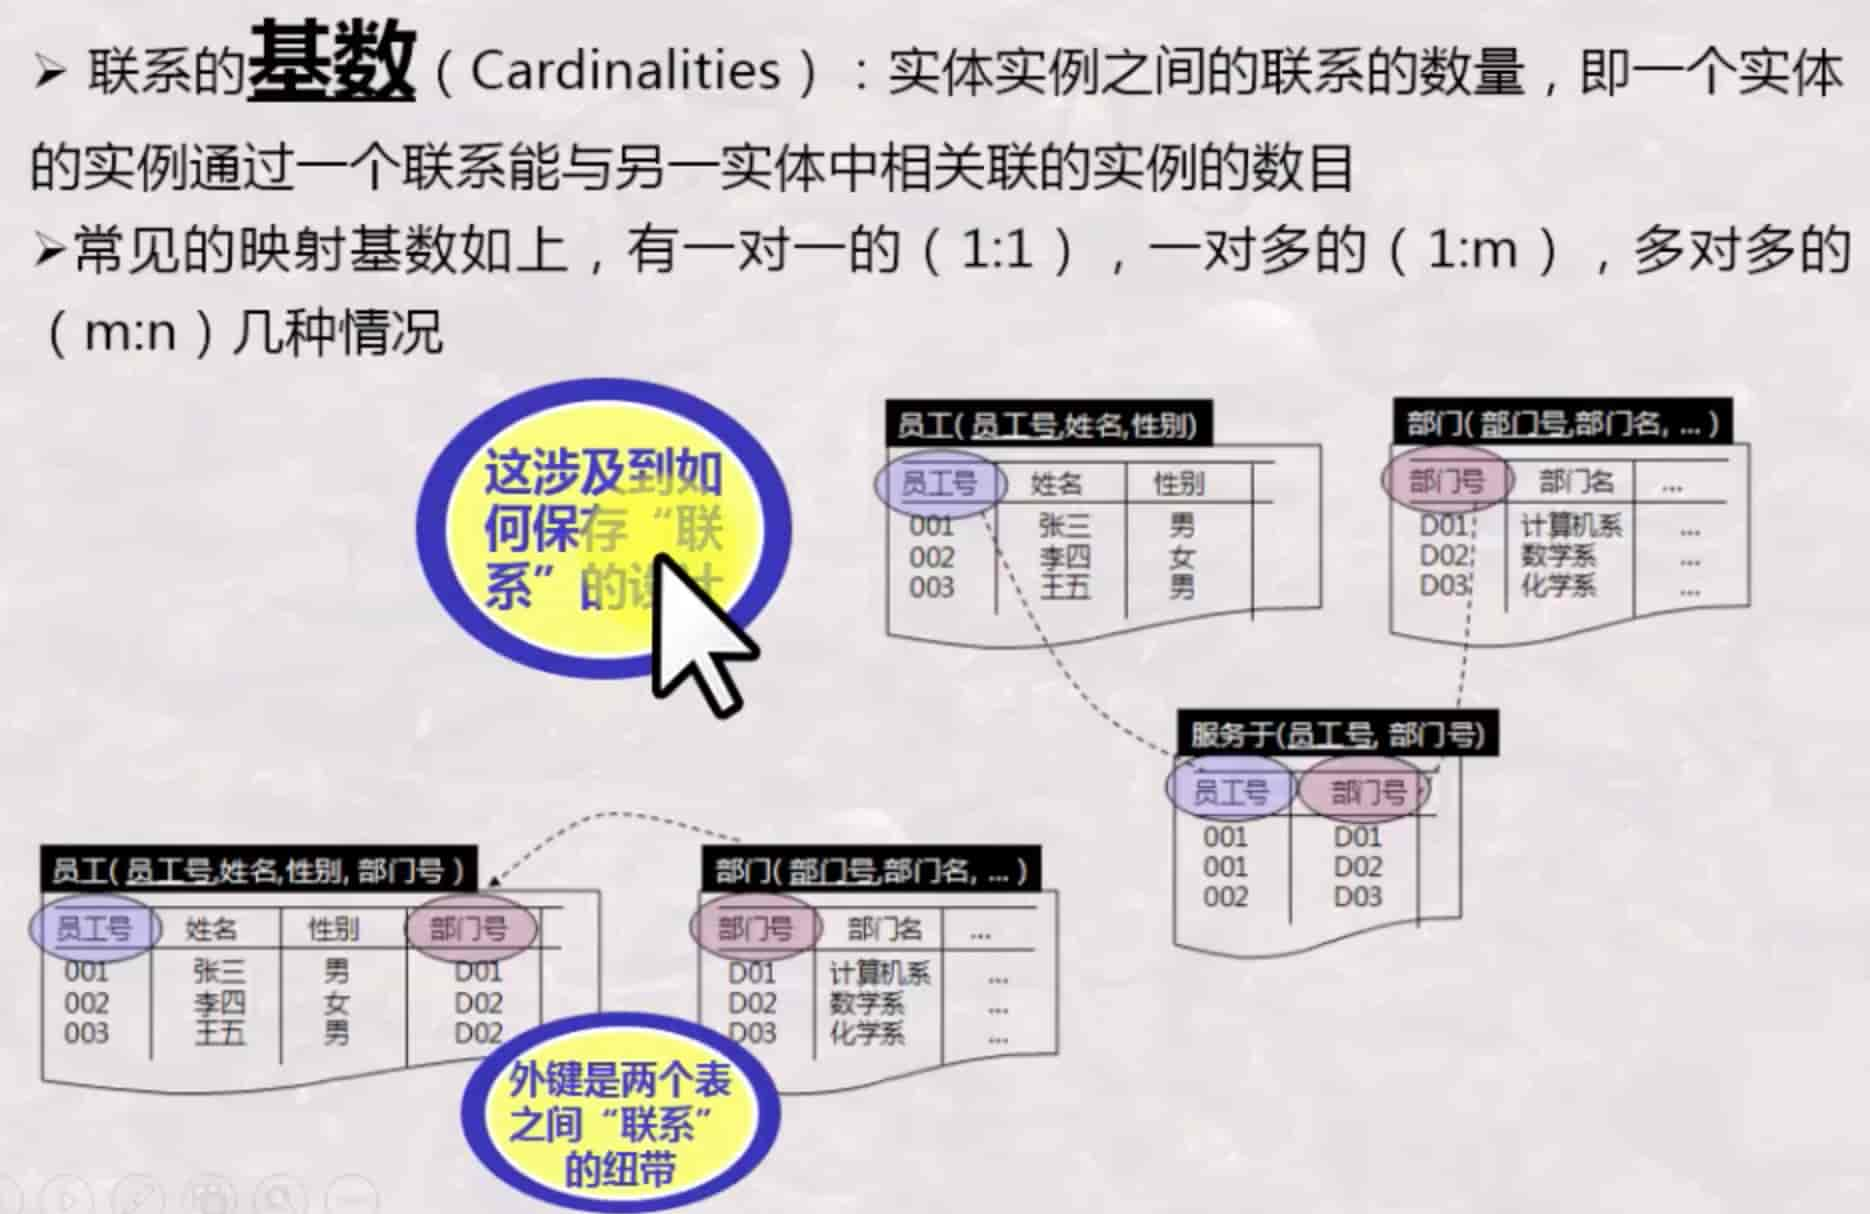 ➢ 联系的基数（Cardinalities）：实体实例之间的联系的数量，即一个实体
的实例通过一个联系能与另一实体中相关联的实例的数目
➢常见的映射基数如上，有一对一的（1:1），一对多的（1:m），多对多的
（m:n）几种情况
这涉及到如
何保存“联
系”的设计
员工(员工号,姓名,性别)
员工号 姓名 性别
001 张三 男
002 李四 女
003 王五 男
部门(部门号,部门名, ...)
部门号 部门名 ...
D01 计算机系 ...
D02 数学系 ...
D03 化学系 ...
服务于(员工号, 部门号)
员工号 部门号
001 D01
001 D02
002 D03
员工(员工号,姓名,性别, 部门号)
员工号 姓名 性别 部门号
001 张三 男 D01
002 李四 女 D02
003 王五 男 D02
部门(部门号,部门名, ...)
部门号 部门名 ...
D01 计算机系 ...
D02 数学系 ...
D03 化学系 ...
外键是两个表
之间“联系”
的纽带